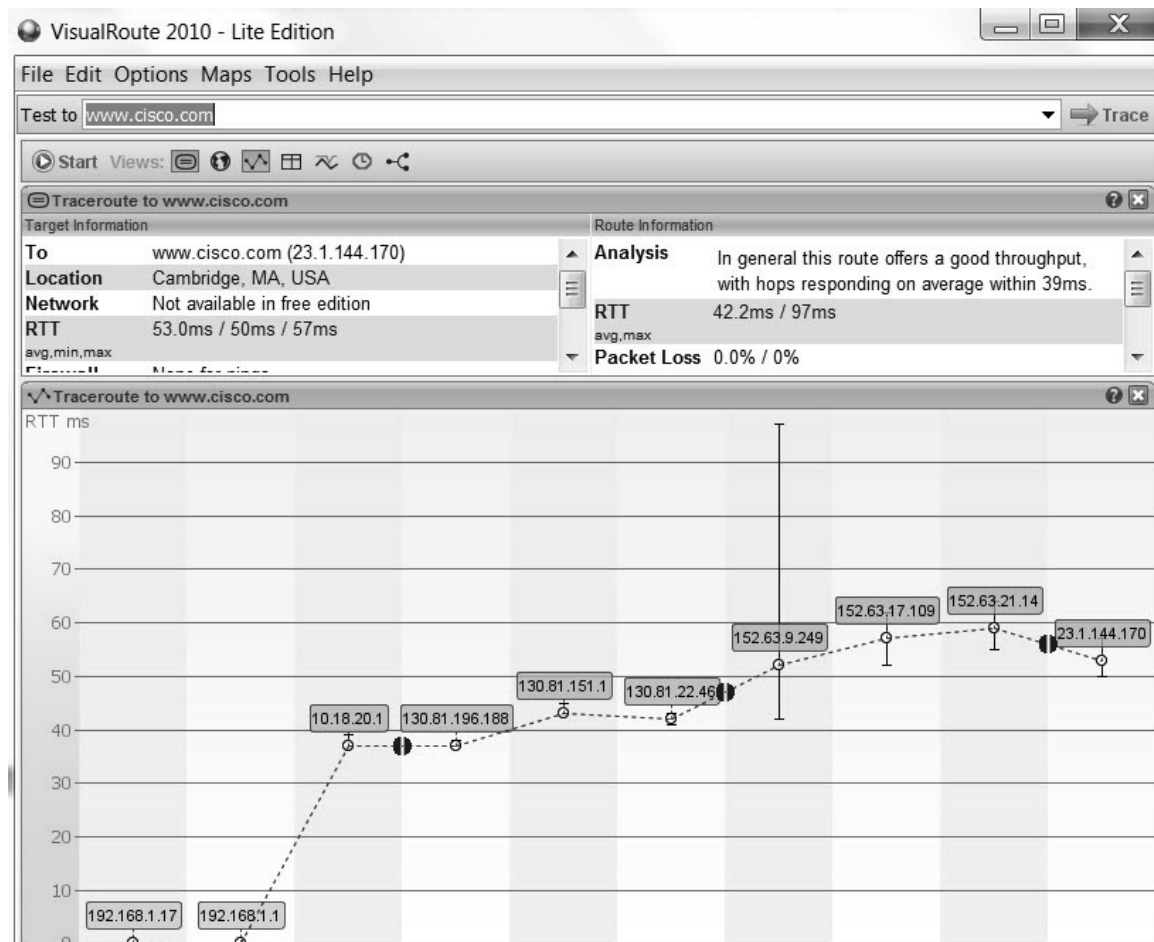 VisualRoute 2010 - Lite Edition
File Edit Options Maps Tools Help
Test to www.cisco.com Trace
Start Views:
Traceroute to www.cisco.com
Target Information
To www.cisco.com (23.1.144.170)
Location Cambridge, MA, USA
Network Not available in free edition
RTT 53.0ms / 50ms / 57ms
avg,min,max
Firewall None for pings
Route Information
Analysis In general this route offers a good throughput,
with hops responding on average within 39ms.
RTT 42.2ms / 97ms
avg,max
Packet Loss 0.0% / 0%
Traceroute to www.cisco.com
RTT ms
90
80
70
60
50
40
30
20
10
0
192.168.1.17
192.168.1.1
10.18.20.1
130.81.196.188
130.81.151.1
130.81.22.46
152.63.9.249
152.63.17.109
152.63.21.14
23.1.144.170